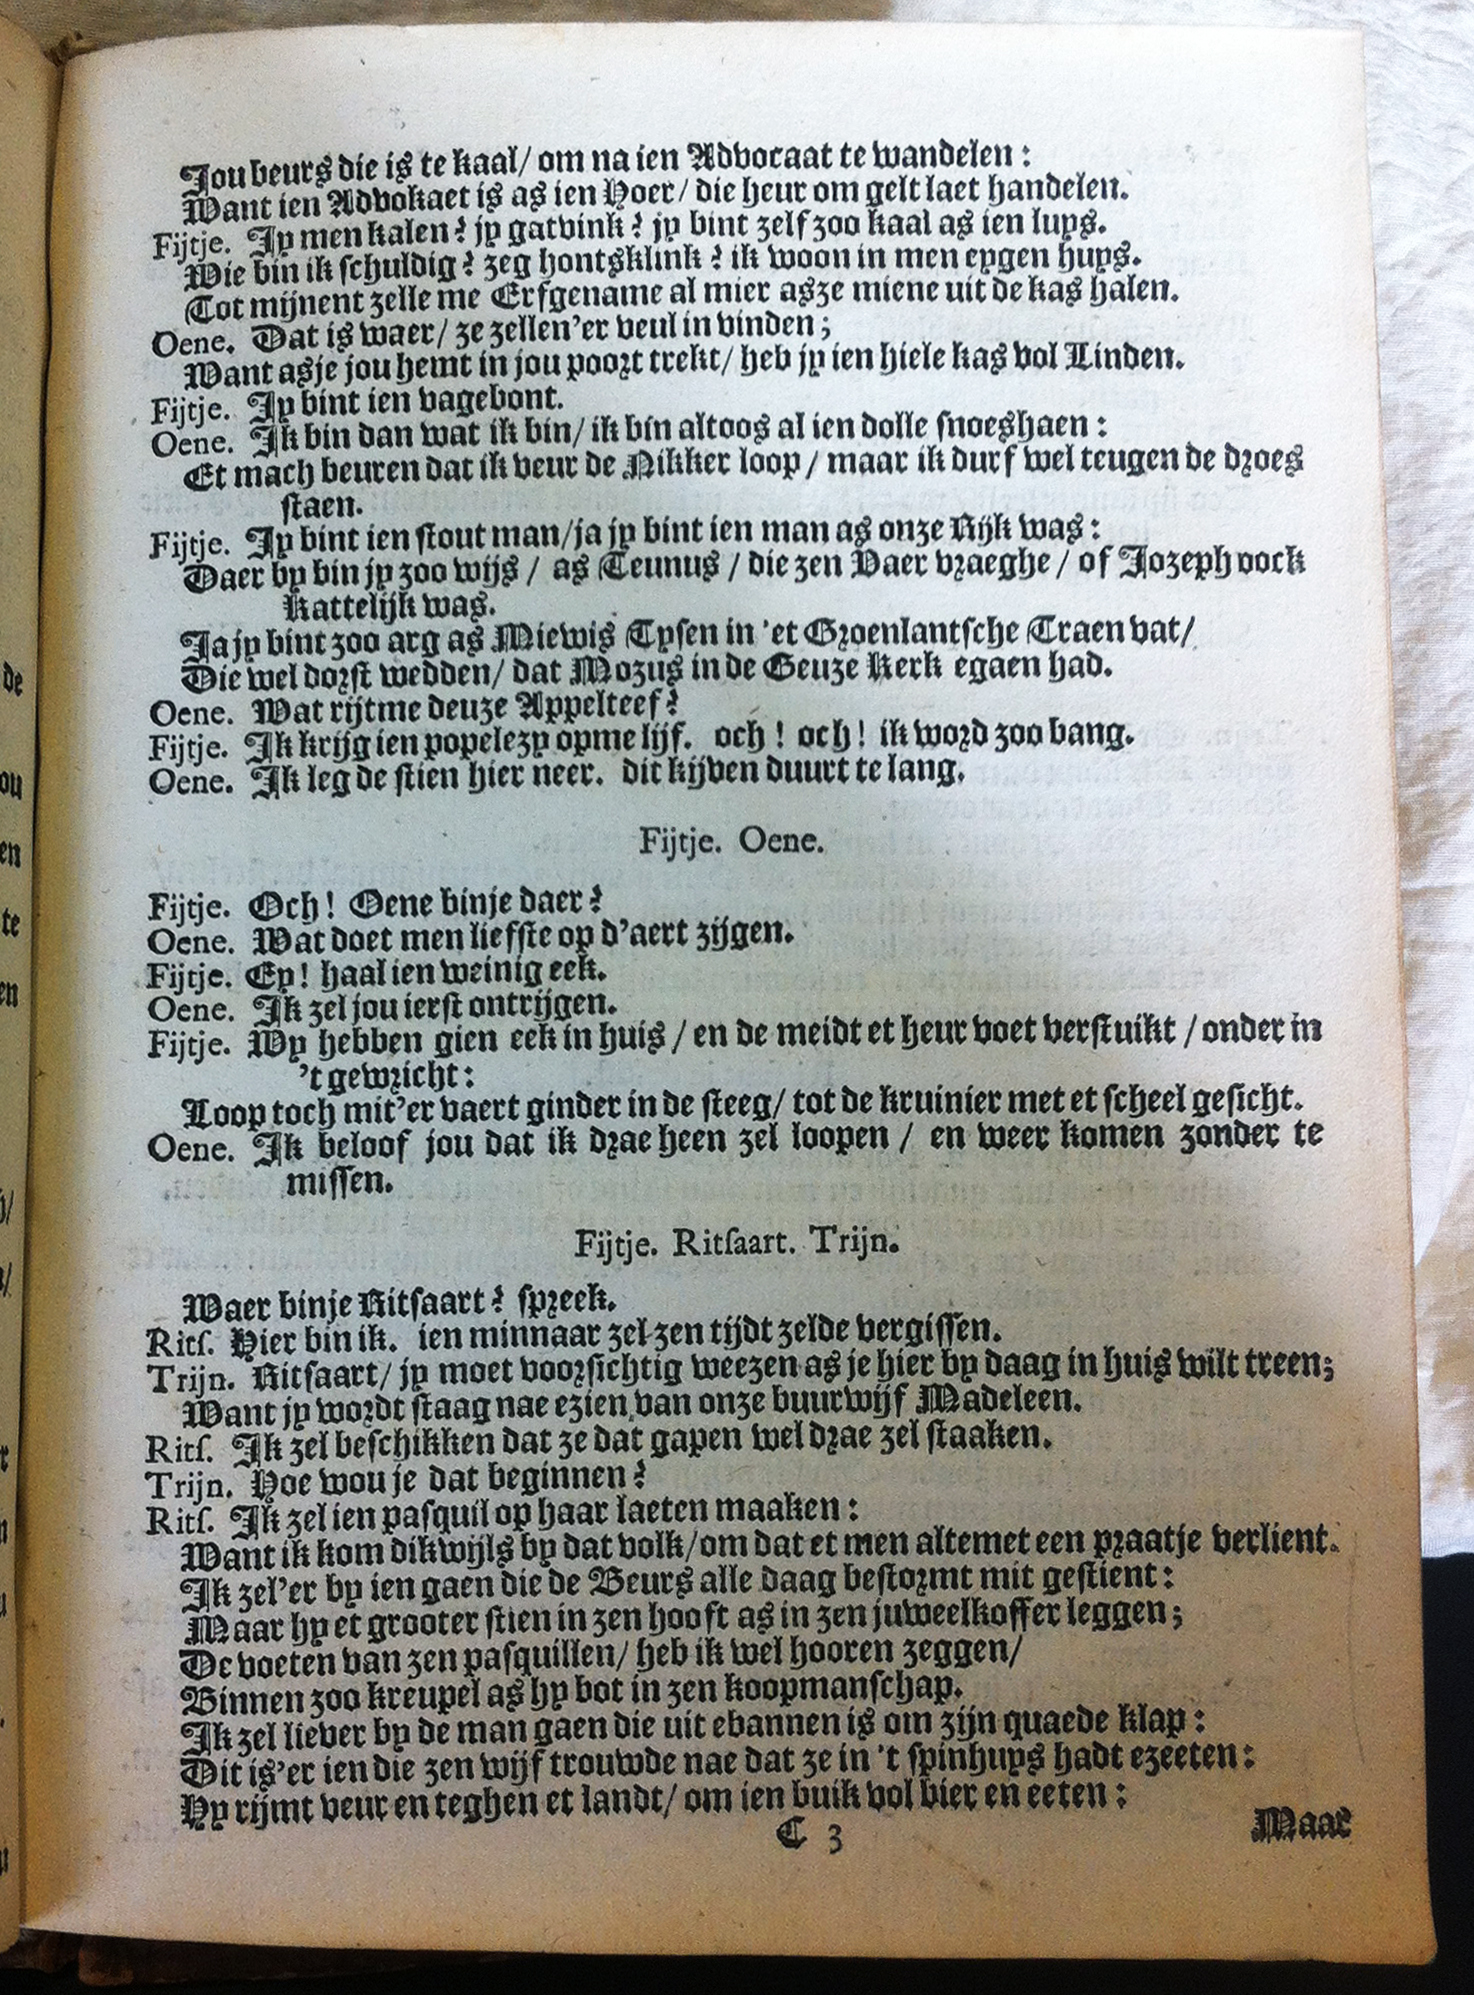 Jou beurs die is te kaal/ om na ien Advocaat te wandelen:
Want ien Advokaet is as ien Hoer/ die heur om gelt laet handelen.
Fijtje. Jy men kalen? jy gatvink? jy bint zelf zoo kaal as ien luys.
Wie bin ik schuldig? zeg hontsklink? ik woon in men eygen huys.
Tot mijnent zelle me Erfgename al mier asze miene uit de kas halen.
Oene. Dat is waer/ ze zellen'er veul in vinden;
Want asje jou hemt in jou poort trekt/ heb jy ien hiele kas vol Linden.
Fijtje. Jy bint ien vagebont.
Oene. Ik bin dan wat ik bin/ ik bin altoos al ien dolle snoeshaen:
Et mach beuren dat ik veur de Nikker loop/ maar ik durf wel teugen de droes
staen.
Fijtje. Jy bint ien stout man/ja jy bint ien man as onze Rijk was:
Daer by bin jy zoo wijs/ as Teunus/ die zen Vaer vraeghe/ of Jozeph oock
Kattelijk was.
Ja jy bint zoo arg as Miewis Tysen in 'et Groenlantsche Traen vat/
Die wel dorst wedden/ dat Mozus in de Geuze Kerk egaen had.
Oene. Wat rijtme deuze Appelteef?
Fijtje. Ik krijg ien popelezy opme lijf. och! och! ik word zoo bang.
Oene. Ik leg de stien hier neer. dit kijven duurt te lang.
Fijtje. Oene.
Fijtje. Och! Oene binje daer?
Oene. Wat doet men liefste op d'aert zijgen.
Fijtje. Ey! haal ien weinig eek.
Oene. Ik zel jou ierst ontrijgen.
Fijtje. Wy hebben gien eek in huis/ en de meidt et heur voet verstuikt/onder in
't gewricht:
Loop toch mit'er vaert ginder in de steeg/ tot de kruinier met et scheel gesicht.
Oene. Ik beloof jou dat ik drae heen zel loopen/ en weer komen zonder te
missen.
Fijtje. Ritsaart. Trijn.
Waer binje Ritsaart? spreek.
Rits. Hier bin ik. ien minnaar zel zen tijdt zelde vergissen.
Trijn. Ritsaart/ jy moet voorsichtig weezen as je hier by daag in huis wilt treen;
Want jy wordt staag nae ezien van onze buurwijf Madeleen.
Rits. Ik zel beschikken dat ze dat gapen wel drae zel staaken.
Trijn. Hoe wou je dat beginnen?
Rits. Ik zel ien pasquil op haar laeten maaken:
Want ik kom dikwijls by dat volk/om dat et men altemet een praatje verlient.
Ik zel'er by ien gaen die de Beurs alle daag bestormt mit gestient:
Maar hy et grooter stien in zen hooft as in zen juweelkoffer leggen;
De voeten van zen pasquillen/ heb ik wel hooren zeggen/
Binnen zoo kreupel as hy bot in zen koopmanschap.
Ik zel liever by de man gaen die uit ebannen is om zijn quaede klap:
Dit is'er ien die zen wijf trouwde nae dat ze in 't spinhuys hadt ezeeten:
Hy rijmt veur en teghen et landt/ om ien buik vol bier en eeten:
C 3
Maar